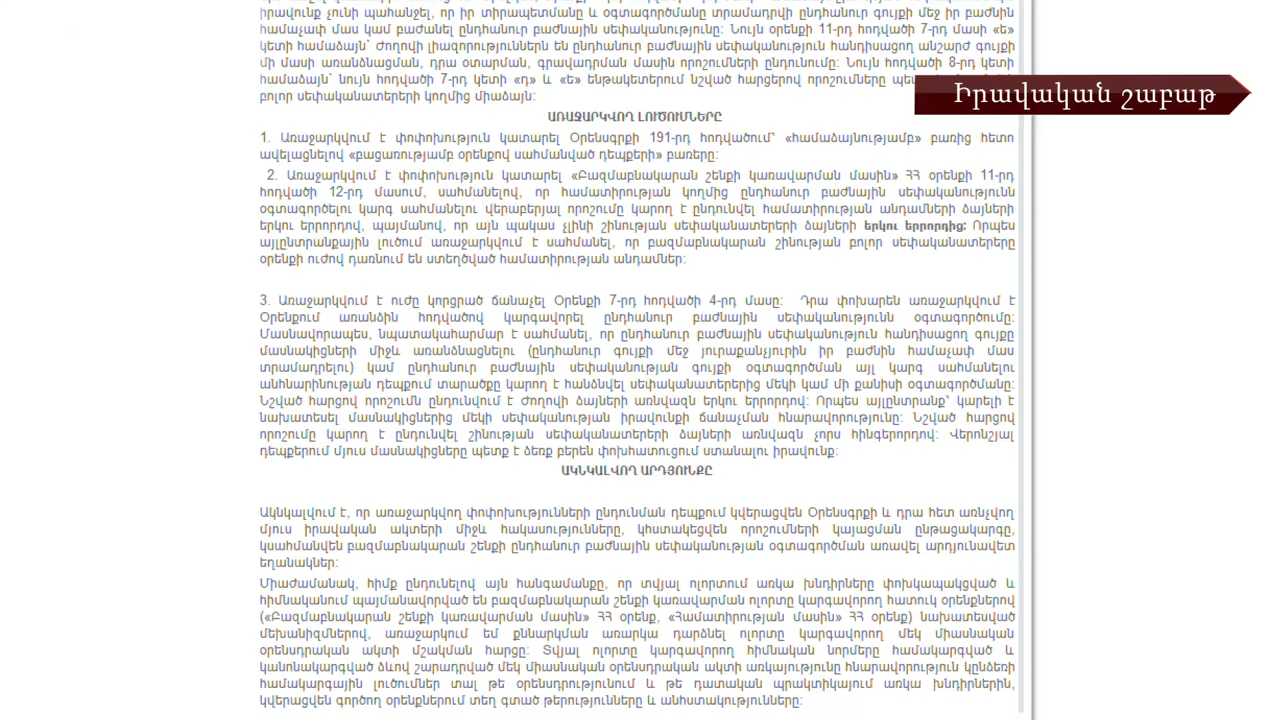 իրավունք չունի պահանջել, որ իր տիրապետմանը և օգտագործմանը տրամադրվի ընդհանուր գույքի մեջ իր բաժնին
համաչափ մաս կամ բաժանել ընդհանուր բաժնային սեփականությունը: Նույն օրենքի 11-րդ հոդվածի 7-րդ մասի «ե»
կետի համաձայն՝ Ժողովի լիազորություններն են ընդհանուր բաժնային սեփականություն հանդիսացող անշարժ գույքի
մի մասի առանձնացման, դրա օտարման, գրավադրման մասին որոշումների ընդունումը: Նույն հոդվածի 8-րդ կետի
համաձայն՝ նույն հոդվածի 7-րդ կետի «դ» և «ե» ենթակետերում նշված հարցերով որոշումները
բոլոր սեփականատերերի կողմից միաձայն:
Իրավական շաբաթ
ԱՌԱՋԱՐԿՎՈՂ ԼՈՒԾՈՒՄՆԵՐԸ
1. Առաջարկվում է փոփոխություն կատարել Օրենսգրքի 191-րդ հոդվածում՝ «համաձայնությամբ» բառից հետո
ավելացնելով «բացառությամբ օրենքով սահմանված դեպքերի» բառերը:
2. Առաջարկվում է փոփոխություն կատարել «Բազմաբնակարան շենքի կառավարման մասին» ՀՀ օրենքի 11-րդ
հոդվածի 12-րդ մասում, սահմանելով, որ համատիրության կողմից ընդհանուր բաժնային սեփականությունն
օգտագործելու կարգ սահմանելու վերաբերյալ որոշումը կարող է ընդունվել համատիրության անդամների ձայների
երկու երրորդով, պայմանով, որ այն պակաս չլինի շինության սեփականատերերի ձայների երկու երրորդից: Որպես
այլընտրանքային լուծում առաջարկվում է սահմանել, որ բազմաբնակարան շինության բոլոր սեփականատերերը
օրենքի ուժով դառնում են ստեղծված համատիրության անդամներ:
3. Առաջարկվում է ուժը կորցրած ճանաչել Օրենքի 7-րդ հոդվածի 4-րդ մասը: Դրա փոխարեն առաջարկվում է
Օրենքում առանձին հոդվածով կարգավորել ընդհանուր բաժնային սեփականությունն օգտագործումը:
Մասնավորապես, նպատակահարմար է սահմանել, որ ընդհանուր բաժնային սեփականություն հանդիսացող գույքը
մասնակիցների միջև առանձնացնելու (ընդհանուր գույքի մեջ յուրաքանչյուրին իր բաժնին համաչափ մաս
տրամադրելու) կամ ընդհանուր բաժնային սեփականության գույքի օգտագործման այլ կարգ սահմանելու
անհնարինության դեպքում տարածքը կարող է հանձնվել սեփականատերերից մեկի կամ մի քանիսի օգտագործմանը:
Նշված հարցով որոշումն ընդունվում է Ժողովի ձայների առնվազն երկու երրորդով: Որպես այլընտրանք՝ կարելի է
նախատեսել մասնակիցներից մեկի սեփականության իրավունքի ճանաչման հնարավորությունը: Նշված հարցով
որոշումը կարող է ընդունվել շինության սեփականատերերի ձայների առնվազն չորս հինգերորդով: Վերոնշյալ
դեպքերում մյուս մասնակիցները պետք է ձեռք բերեն փոխհատուցում ստանալու իրավունք:
ԱԿՆԿԱԼՎՈՂ ԱՐԴՅՈՒՆՔԸ
Ակնկալվում է, որ առաջարկվող փոփոխությունների ընդունման դեպքում կվերացվեն Օրենսգրքի և դրա հետ առնչվող
մյուս իրավական ակտերի միջև հակասությունները, կհստակեցվեն որոշումների կայացման ընթացակարգը,
կսահմանվեն բազմաբնակարան շենքի ընդհանուր բաժնային սեփականության օգտագործման առավել արդյունավետ
եղանակներ:
Միաժամանակ, հիմք ընդունելով այն հանգամանքը, որ տվյալ ոլորտում առկա խնդիրները փոխկապակցված և
հիմնականում պայմանավորված են բազմաբնակարան շենքի կառավարման ոլորտը կարգավորող հատուկ օրենքներով
(«Բազմաբնակարան շենքի կառավարման մասին» ՀՀ օրենք, «Համատիրության մասին» ՀՀ օրենք) նախատեսված
մեխանիզմներով, առաջարկում եմ քննարկման առարկա դարձնել ոլորտը կարգավորող մեկ միասնական
օրենսդրական ակտի մշակման հարցը: Տվյալ ոլորտը կարգավորող հիմնական նորմերը համակարգված և
կանոնակարգված ձևով շարադրված մեկ միասնական օրենսդրական ակտի առկայությունը հնարավորություն կընձեռի
համակարգային լուծումներ տալ թե օրենսդրությունում և թե դատական պրակտիկայում առկա խնդիրներին,
կվերացվեն գործող օրենքներում տեղ գտած թերությունները և անհստակությունները: